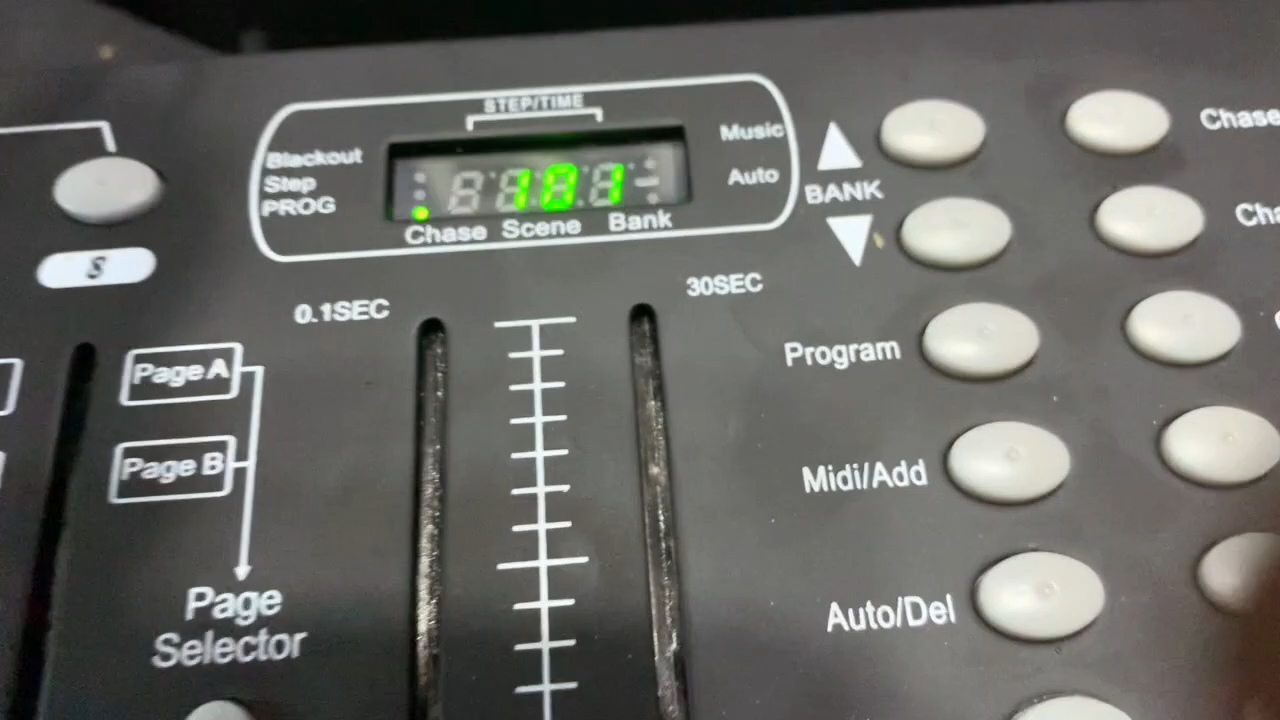 STEP/TIME
Blackout
Step
PROG
Music
Auto
101
Chase Scene Bank
BANK
Chase
S
0.1SEC
30SEC
Page A
Page B
Page
Selector
Program
Midi/Add
Auto/Del